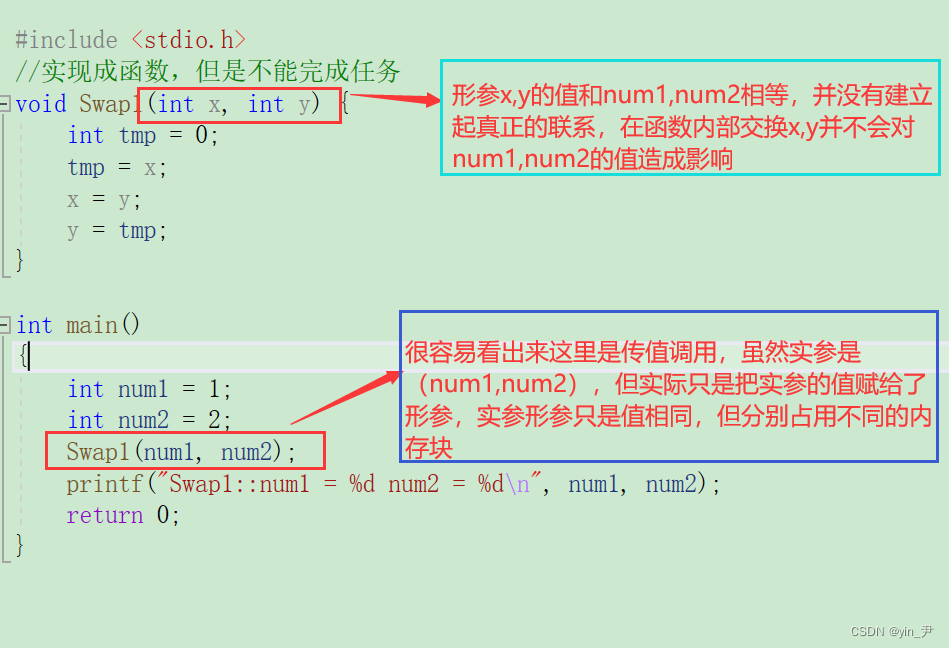 #include <stdio.h>
//实现成函数，但是不能完成任务
void Swap1(int x, int y) {
int tmp = 0;
tmp = x;
x = y;
y = tmp;
}
形参x,y的值和num1,num2相等，并没有建立
起真正的联系，在函数内部交换x,y并不会对
num1,num2的值造成影响
int main()
{
int num1 = 1;
int num2 = 2;
Swap1(num1, num2);
printf("Swap1::num1 = %d num2 = %d\n", num1, num2);
return 0;
}
很容易看出来这里是传值调用，虽然实参是
（num1,num2），但实际只是把实参的值赋给了
形参，实参形参只是值相同，但分别占用不同的内
存块
CSDN @yin_尹